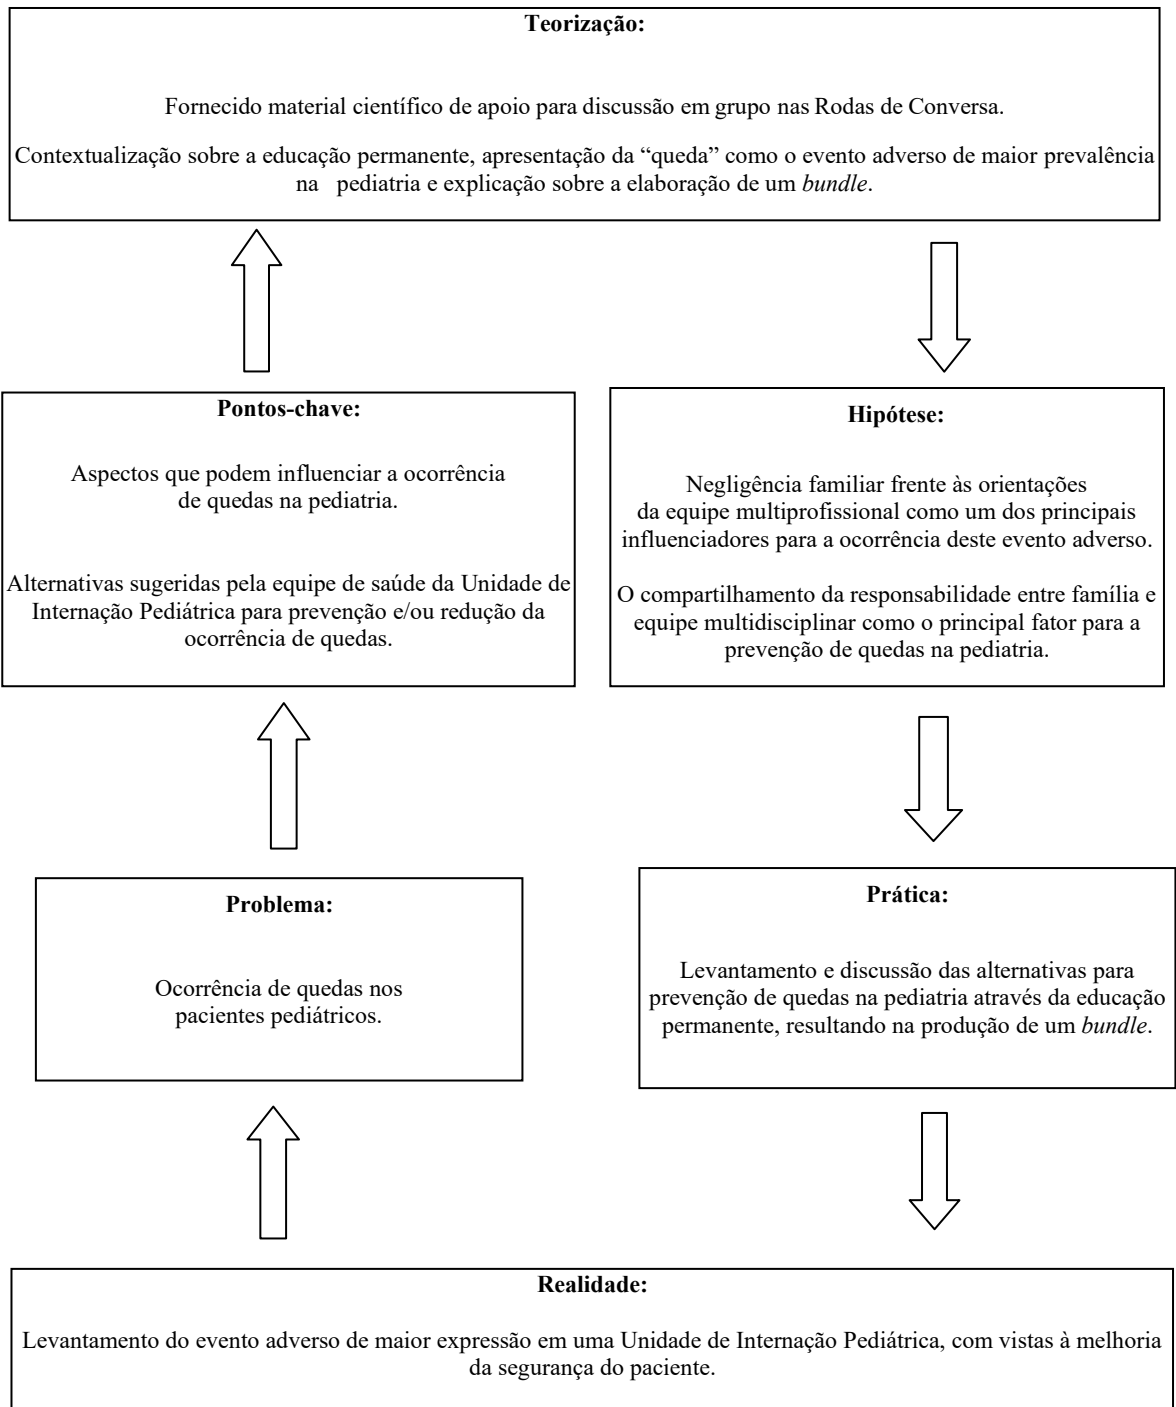 Teorização:
Fornecido material científico de apoio para discussão em grupo nas Rodas de Conversa.
Contextualização sobre a educação permanente, apresentação da “queda” como o evento adverso de maior prevalência
na pediatria e explicação sobre a elaboração de um bundle.
Pontos-chave:
Aspectos que podem influenciar a ocorrência
de quedas na pediatria.
Alternativas sugeridas pela equipe de saúde da Unidade de
Internação Pediátrica para prevenção e/ou redução da
ocorrência de quedas.
Hipótese:
Negligência familiar frente às orientações
da equipe multiprofissional como um dos principais
influenciadores para a ocorrência deste evento adverso.
O compartilhamento da responsabilidade entre família e
equipe multidisciplinar como o principal fator para a
prevenção de quedas na pediatria.
Problema:
Ocorrência de quedas nos
pacientes pediátricos.
Prática:
Levantamento e discussão das alternativas para
prevenção de quedas na pediatria através da educação
permanente, resultando na produção de um bundle.
Realidade:
Levantamento do evento adverso de maior expressão em uma Unidade de Internação Pediátrica, com vistas à melhoria
da segurança do paciente.